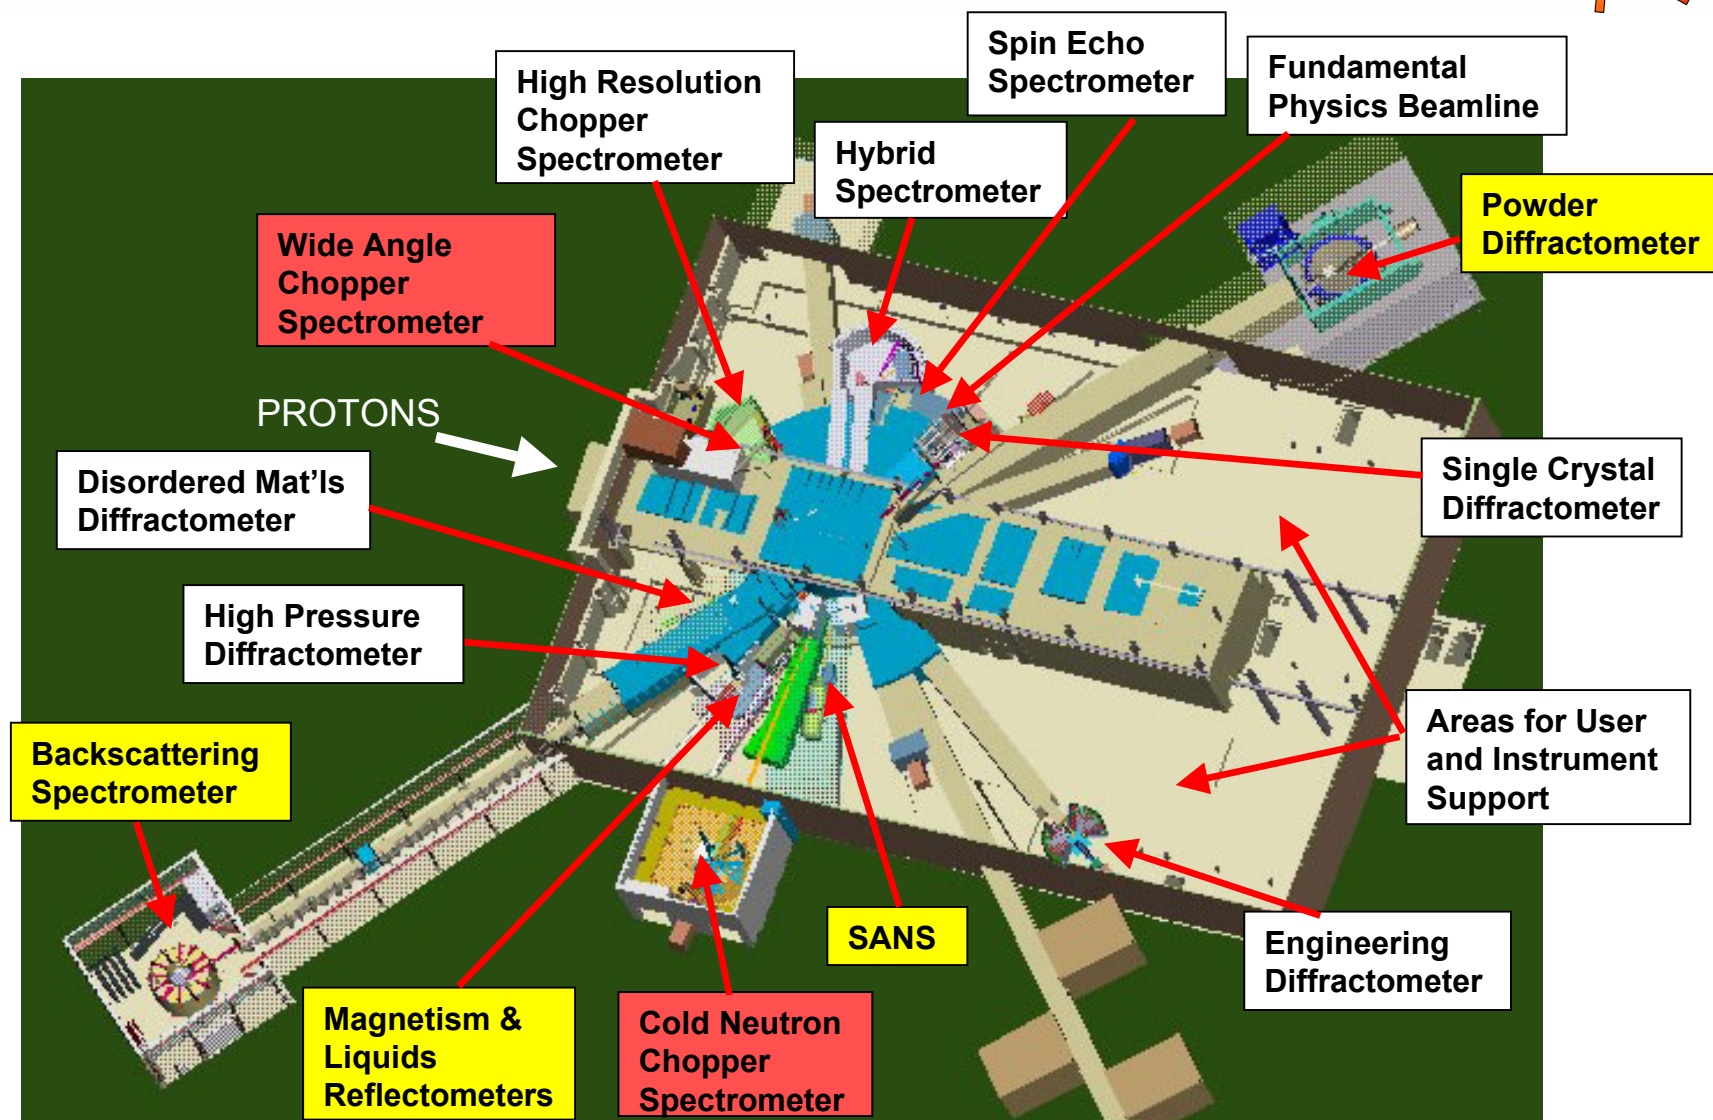 Spin Echo
Spectrometer
Fundamental
Physics Beamline
High Resolution
Chopper
Spectrometer
Hybrid
Spectrometer
Powder
Diffractometer
Wide Angle
Chopper
Spectrometer
PROTONS
Disordered Mat'ls
Diffractometer
Single Crystal
Diffractometer
High Pressure
Diffractometer
Areas for User
and Instrument
Support
Backscattering
Spectrometer
SANS
Engineering
Diffractometer
Magnetism &
Liquids
Reflectometers
Cold Neutron
Chopper
Spectrometer